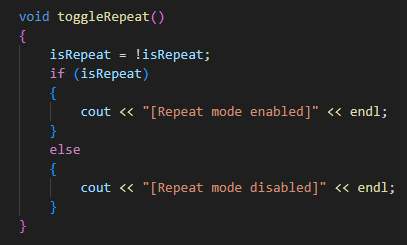 void toggleRepeat()
{
    isRepeat = !isRepeat;
    if (isRepeat)
    {
        cout << "[Repeat mode enabled]" << endl;
    }
    else
    {
        cout << "[Repeat mode disabled]" << endl;
    }
}